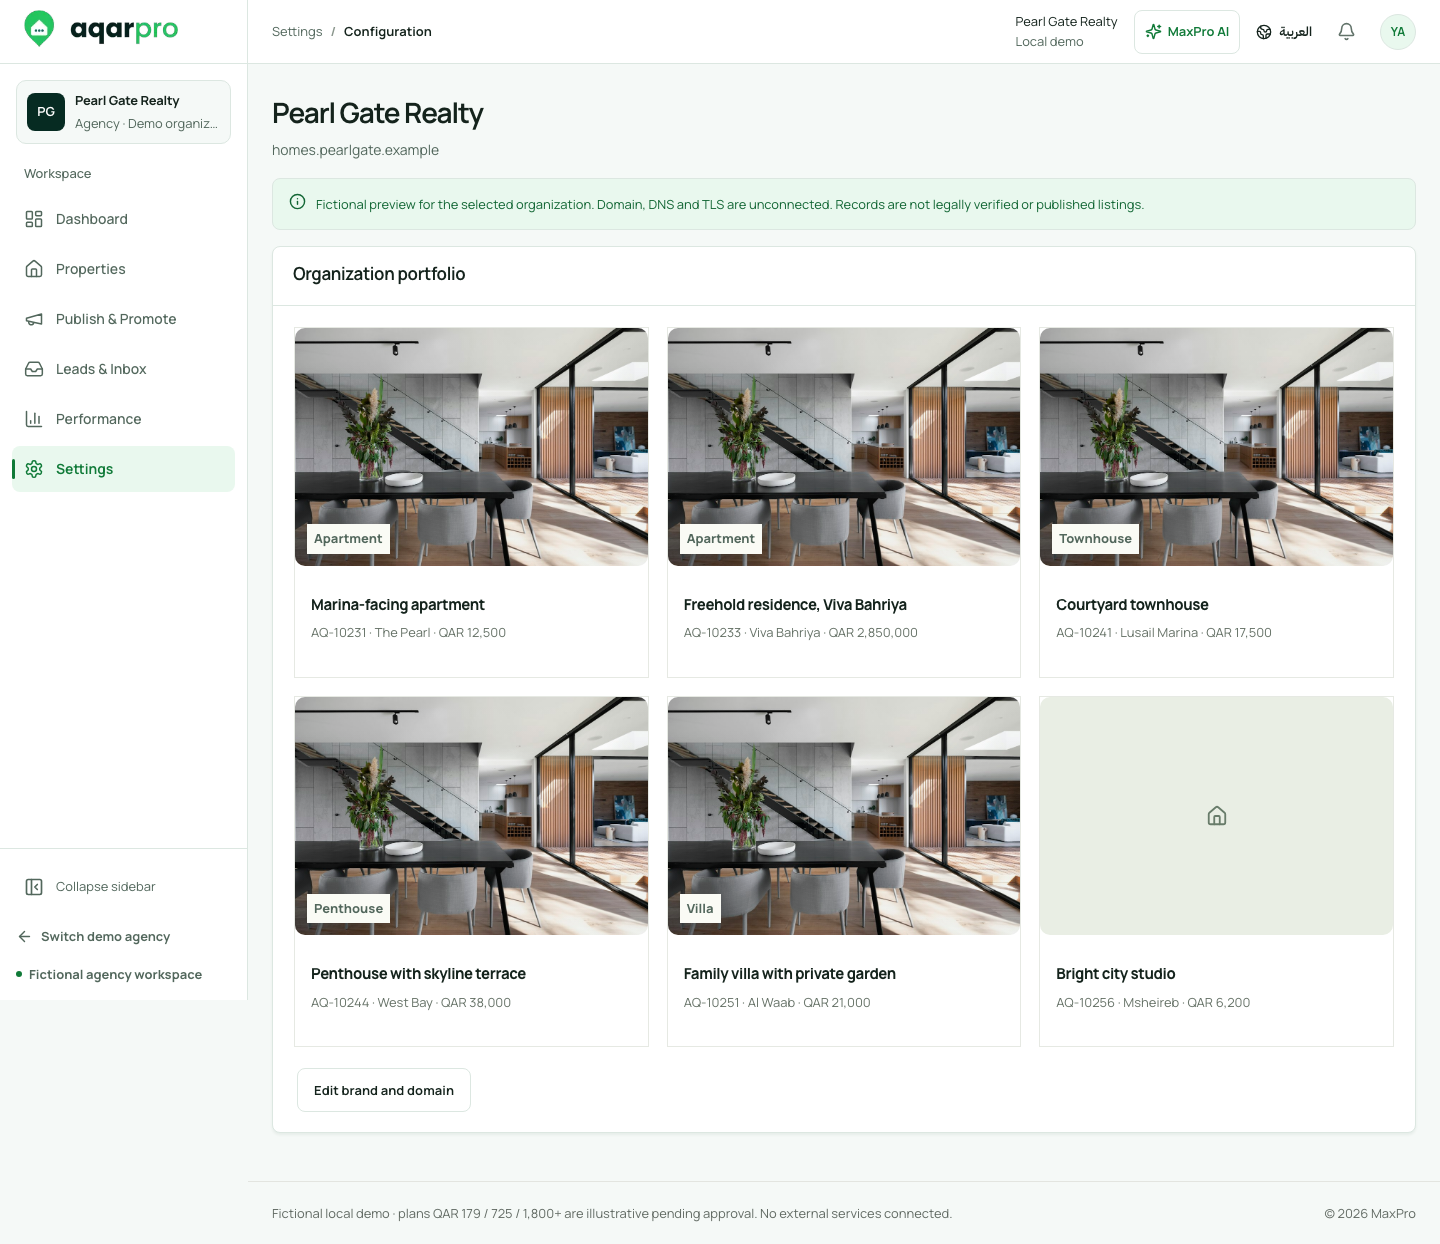 aqarpro
Settings / Configuration
Pearl Gate Realty
Local demo
MaxPro AI
العربية
YA
PG
Pearl Gate Realty
Agency · Demo organiz...
Workspace
Dashboard
Properties
Publish & Promote
Leads & Inbox
Performance
Settings
Collapse sidebar
Switch demo agency
Fictional agency workspace
Pearl Gate Realty
homes.pearlgate.example
Fictional preview for the selected organization. Domain, DNS and TLS are unconnected. Records are not legally verified or published listings.
Organization portfolio
Apartment
Marina-facing apartment
AQ-10231 · The Pearl · QAR 12,500
Apartment
Freehold residence, Viva Bahriya
AQ-10233 · Viva Bahriya · QAR 2,850,000
Townhouse
Courtyard townhouse
AQ-10241 · Lusail Marina · QAR 17,500
Penthouse
Penthouse with skyline terrace
AQ-10244 · West Bay · QAR 38,000
Villa
Family villa with private garden
AQ-10251 · Al Waab · QAR 21,000
Bright city studio
AQ-10256 · Msheireb · QAR 6,200
Edit brand and domain
Fictional local demo · plans QAR 179 / 725 / 1,800+ are illustrative pending approval. No external services connected.
© 2026 MaxPro